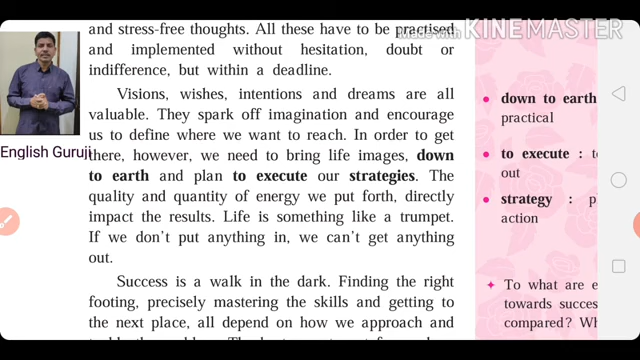 and stress-free thoughts. All these have to be practised
and implemented without hesitation, doubt or
indifference, but within a deadline.
Visions, wishes, intentions and dreams are all
valuable. They spark off imagination and encourage
us to define where we want to reach. In order to get
there, however, we need to bring life images, down
to earth and plan to execute our strategies. The
quality and quantity of energy we put forth, directly
impact the results. Life is something like a trumpet.
If we don't put anything in, we can't get anything
out.
Success is a walk in the dark. Finding the right
footing, precisely mastering the skills and getting to
the next place, all depend on how we approach and
Made with
KINEMASTER
English Guruji
down to earth
practical
to execute : t
out
strategy : p
action
To what are e
towards succes
compared? Wh